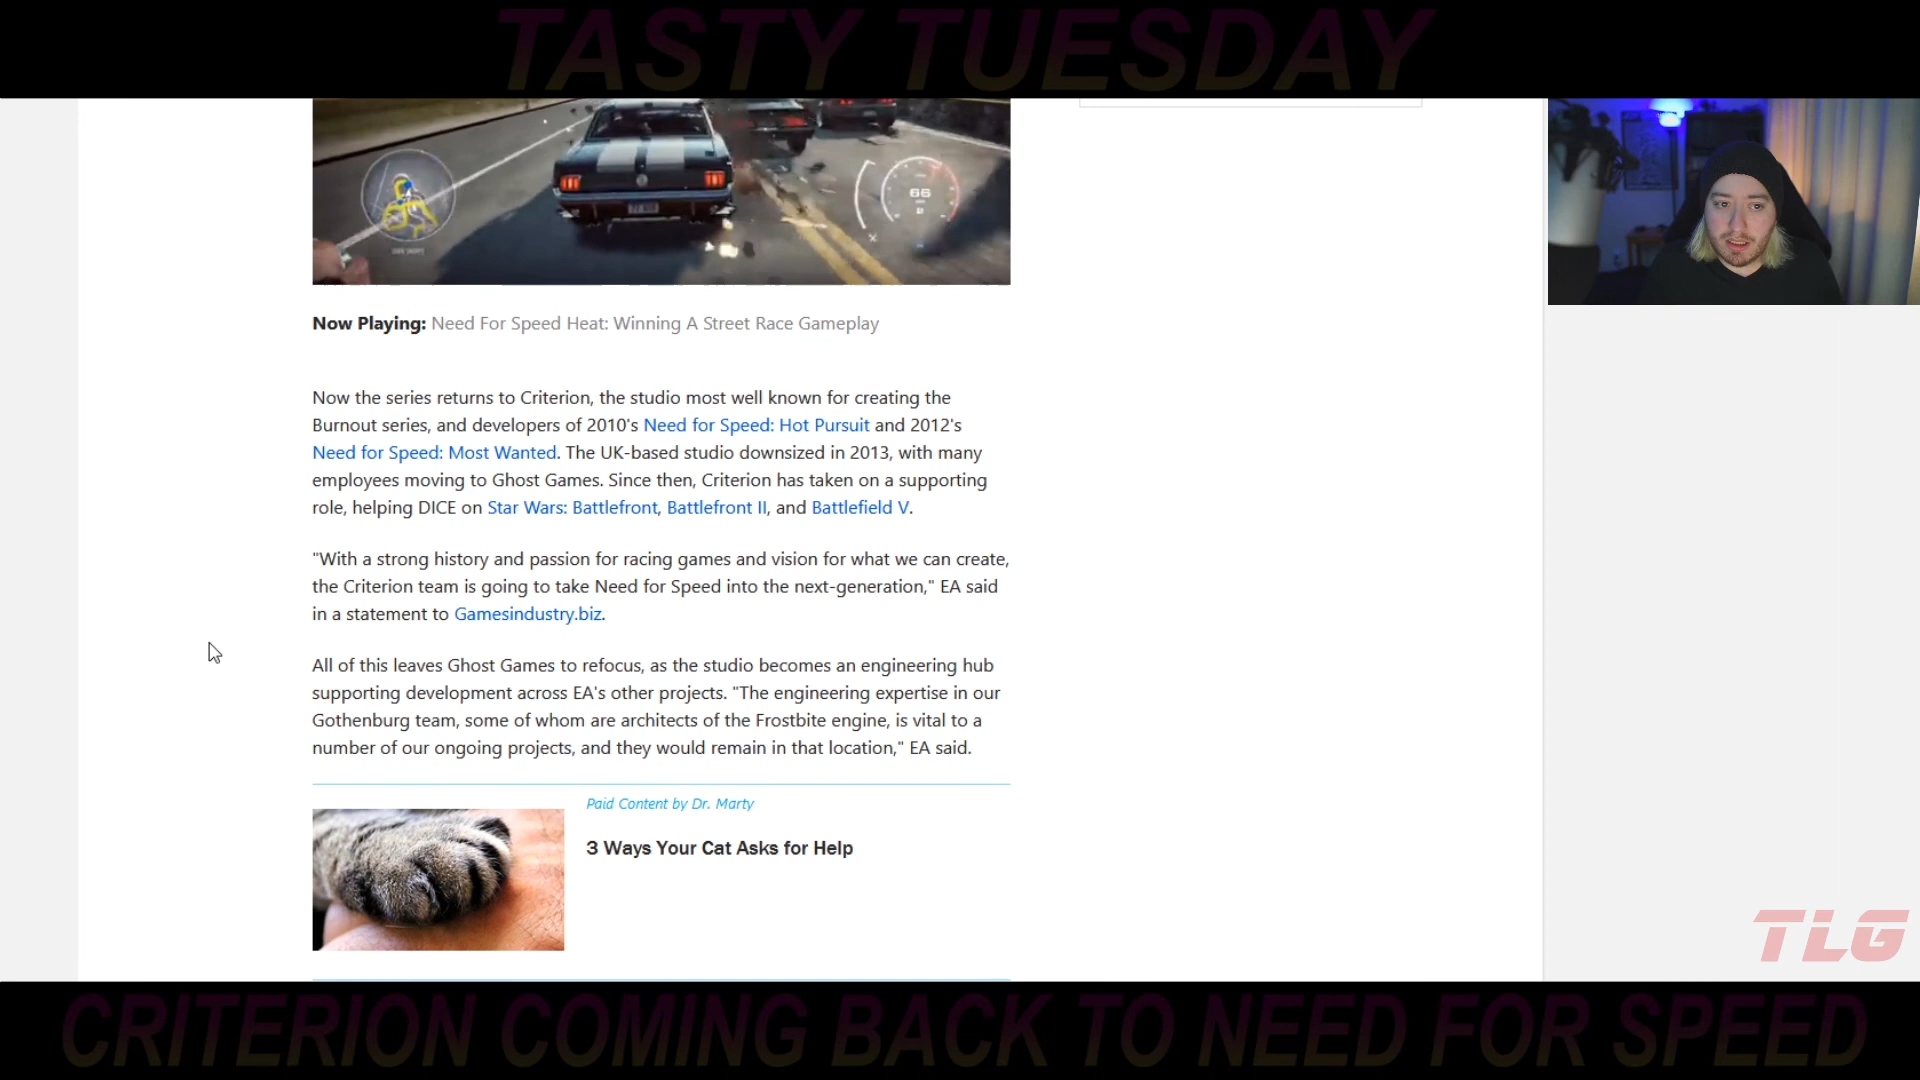 TASTY TUESDAY
66
Now Playing: Need For Speed Heat: Winning A Street Race Gameplay
Now the series returns to Criterion, the studio most well known for creating the
Burnout series, and developers of 2010's Need for Speed: Hot Pursuit and 2012's
Need for Speed: Most Wanted. The UK-based studio downsized in 2013, with many
employees moving to Ghost Games. Since then, Criterion has taken on a supporting
role, helping DICE on Star Wars: Battlefront, Battlefront II, and Battlefield V.
"With a strong history and passion for racing games and vision for what we can create,
the Criterion team is going to take Need for Speed into the next-generation," EA said
in a statement to Gamesindustry.biz.
All of this leaves Ghost Games to refocus, as the studio becomes an engineering hub
supporting development across EA's other projects. "The engineering expertise in our
Gothenburg team, some of whom are architects of the Frostbite engine, is vital to a
number of our ongoing projects, and they would remain in that location," EA said.
Paid Content by Dr. Marty
3 Ways Your Cat Asks for Help
TLG
CRITERION COMING BACK TO NEED FOR SPEED